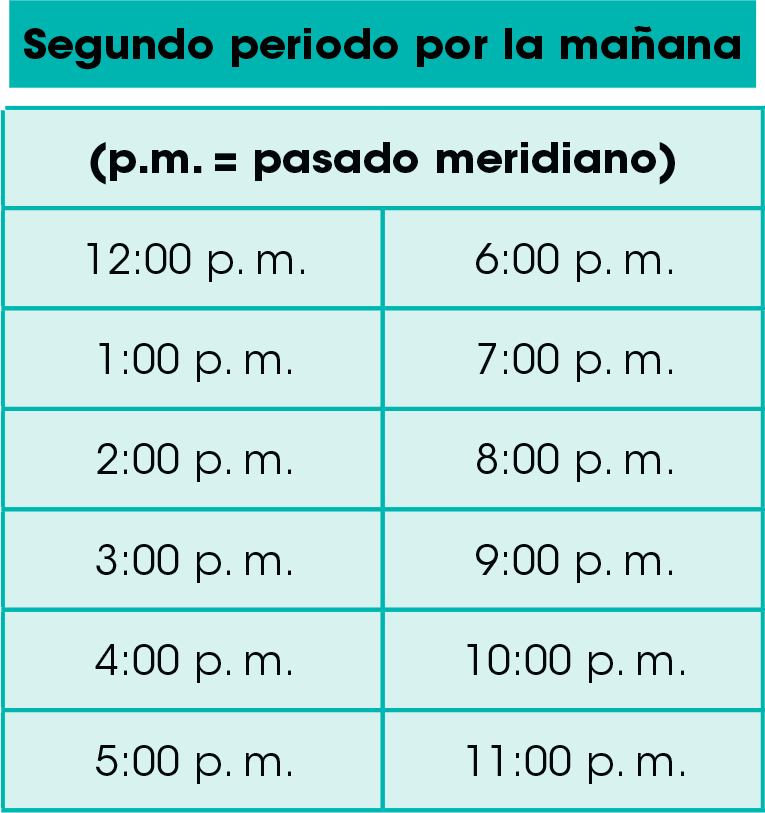 Segundo periodo por la mañana
(p.m. = pasado meridiano)
12:00 p. m. 6:00 p. m.
1:00 p. m. 7:00 p. m.
2:00 p. m. 8:00 p. m.
3:00 p. m. 9:00 p. m.
4:00 p. m. 10:00 p. m.
5:00 p. m. 11:00 p. m.